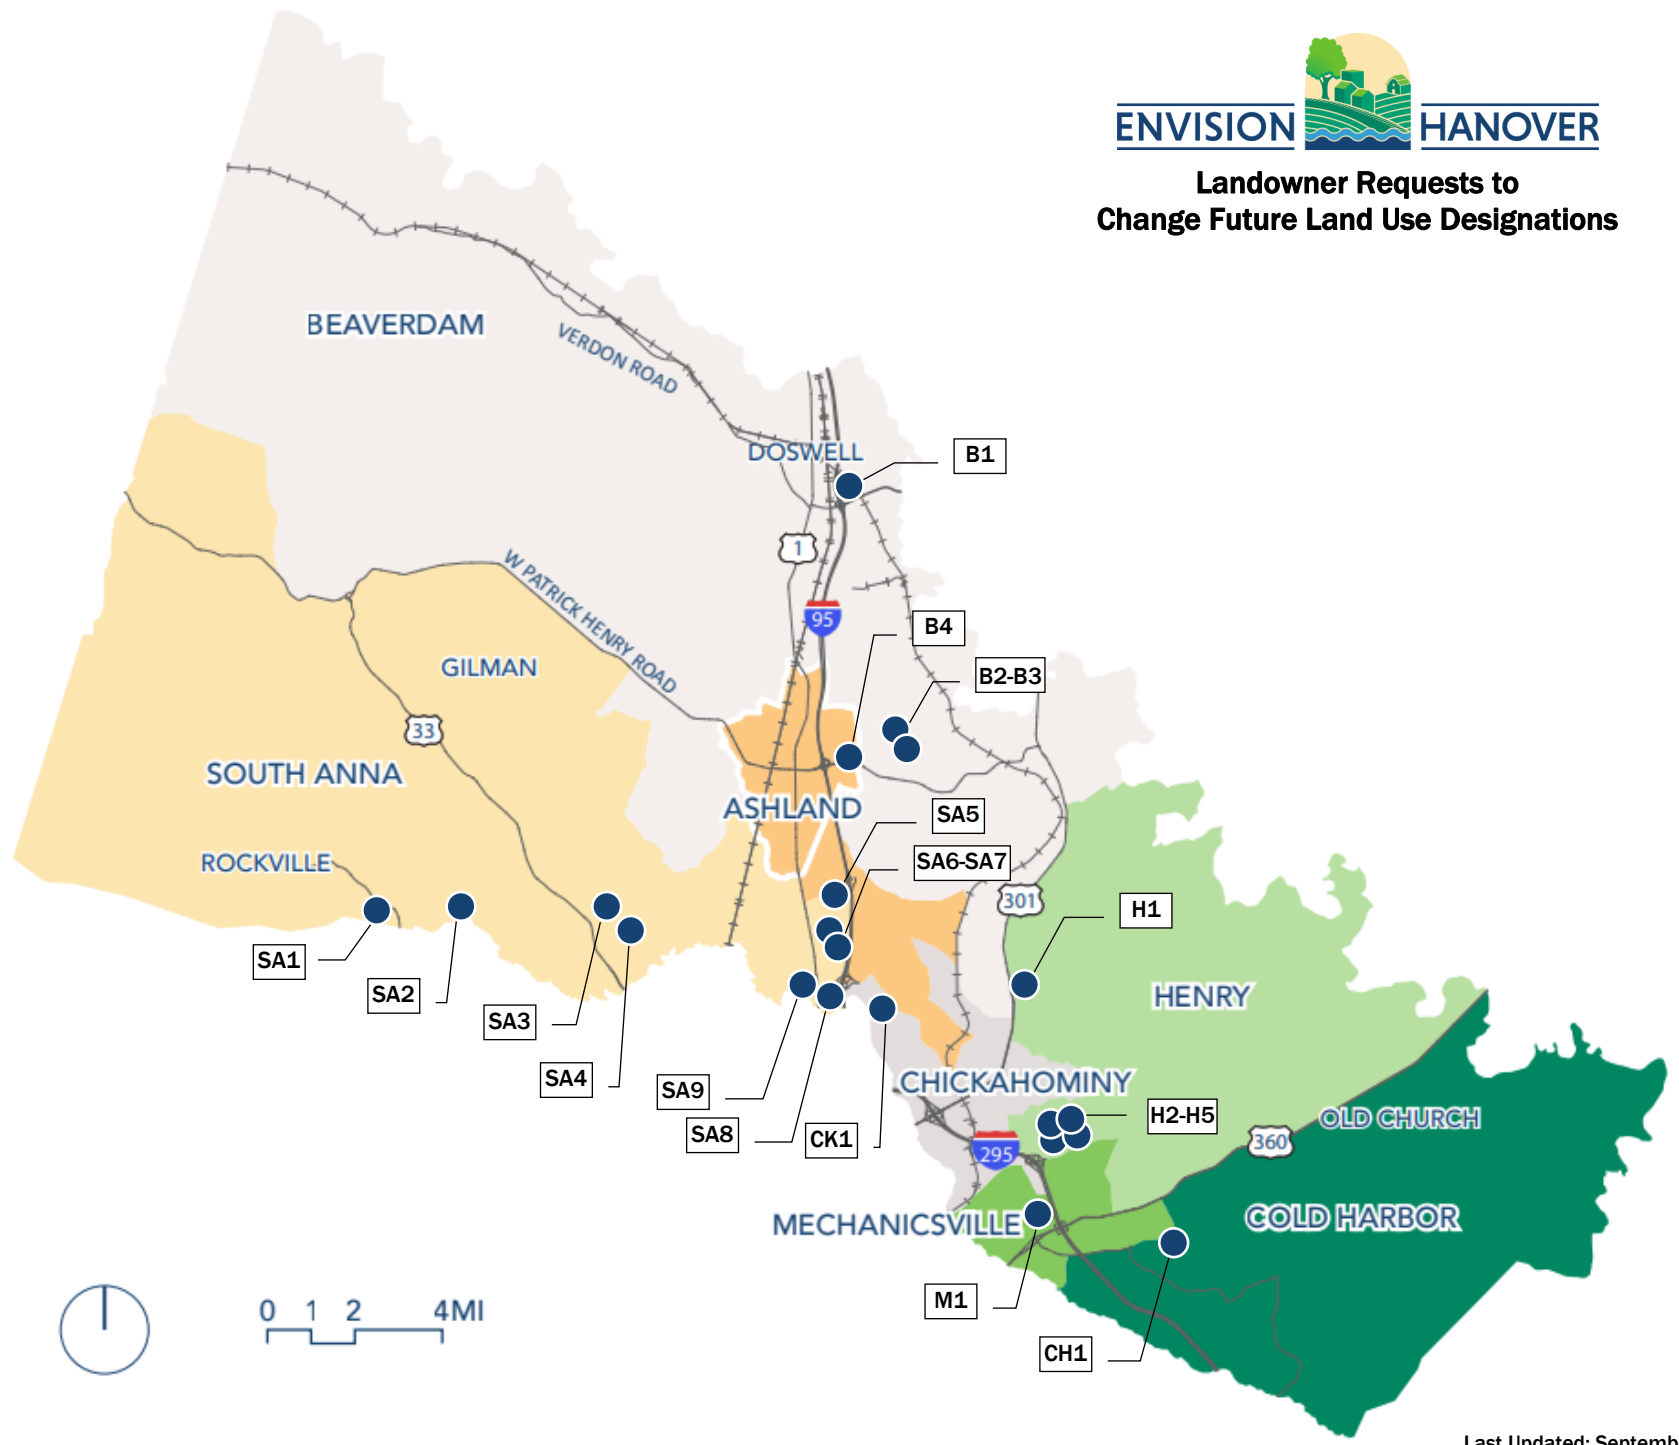 ENVISION HANOVER
Landowner Requests to
Change Future Land Use Designations
BEAVERDAM
VERDON ROAD
DOSWELL
B1
1
W PATRICK HENRY ROAD
95
B4
GILMAN
B2-B3
33
SOUTH ANNA
ASHLAND
SA5
ROCKVILLE
SA6-SA7
301
H1
SA1
SA2
HENRY
SA3
SA4
SA9
CHICKAHOMINY
SA8
CK1
H2-H5
OLD CHURCH
360
295
MECHANICSVILLE
COLD HARBOR
M1
CH1
0 1 2 4MI
Last Updated: